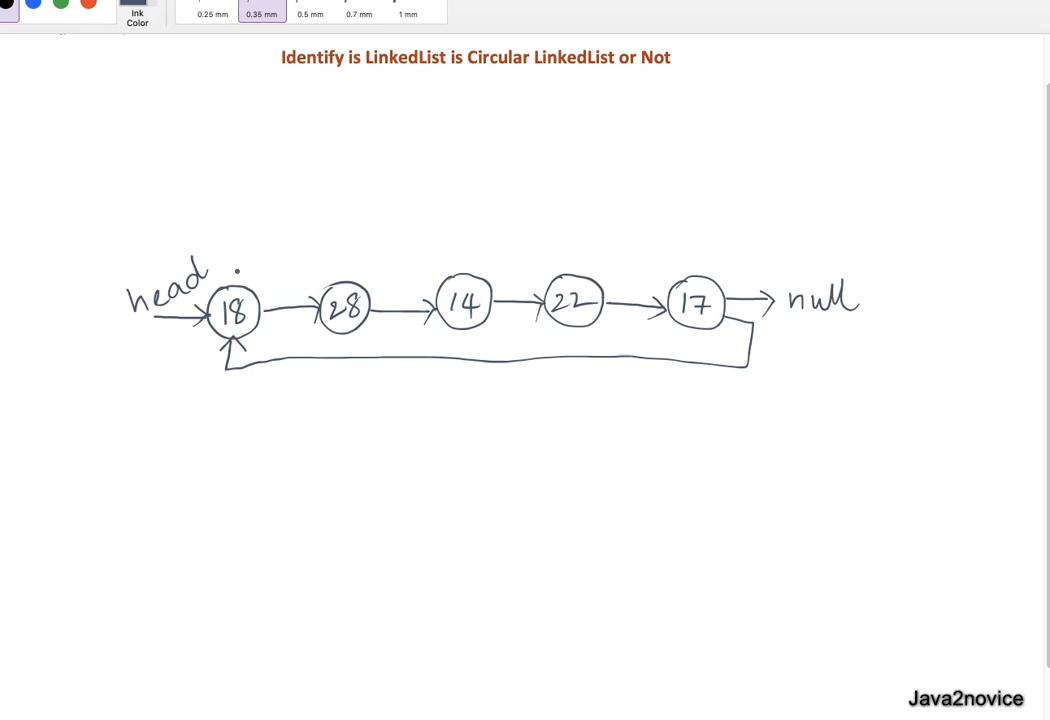 Ink
Color
0.25 mm 0.35 mm 0.5 mm 0.7 mm 1 mm
Identify is LinkedList is Circular LinkedList or Not
head 18 28 14 22 17 null
Java2novice